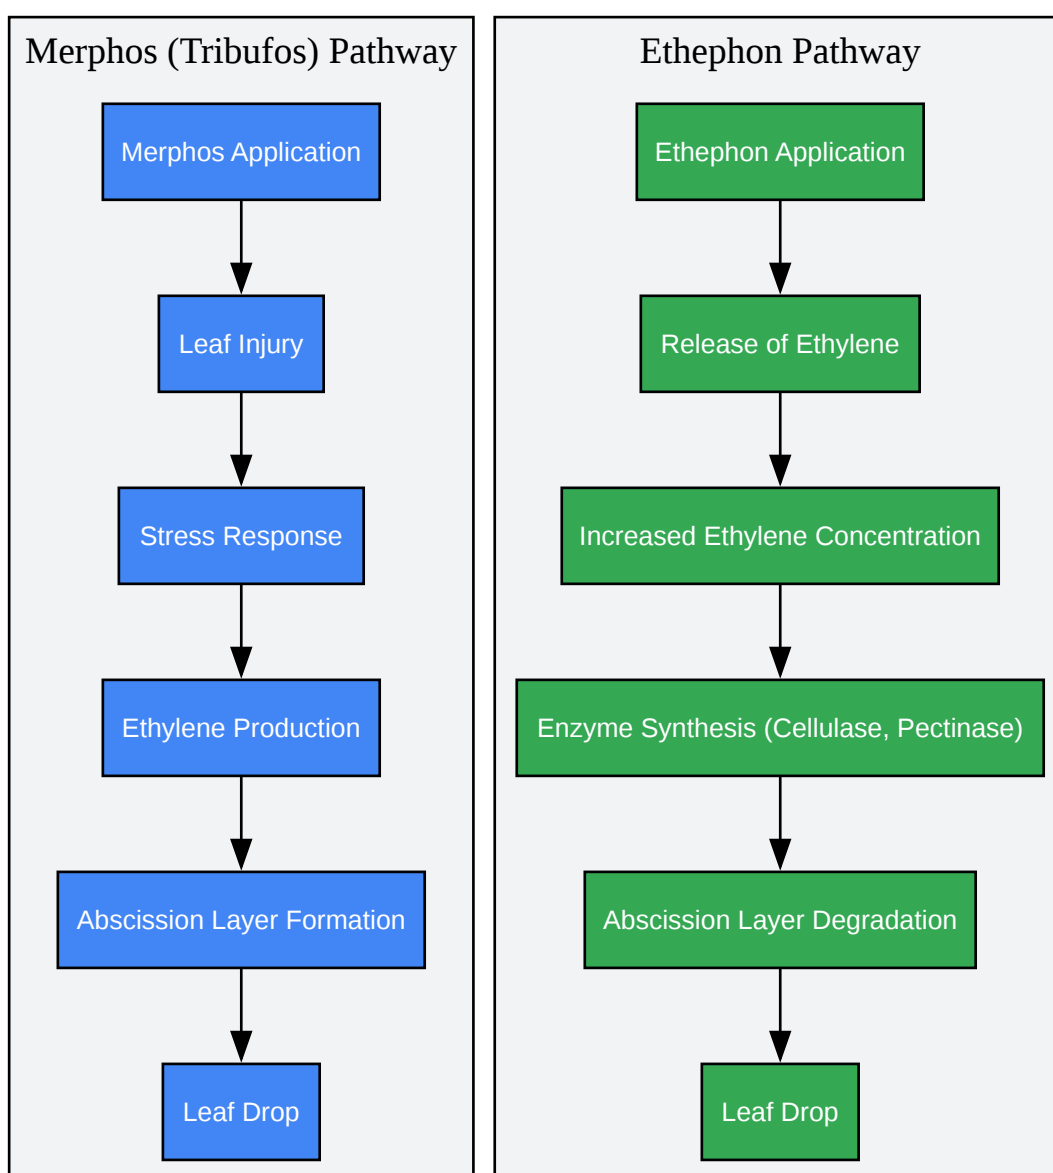 Merphos (Tribufos) Pathway
Merphos Application
Leaf Injury
Stress Response
Ethylene Production
Abscission Layer Formation
Leaf Drop
Ethephon Pathway
Ethephon Application
Release of Ethylene
Increased Ethylene Concentration
Enzyme Synthesis (Cellulase, Pectinase)
Abscission Layer Degradation
Leaf Drop